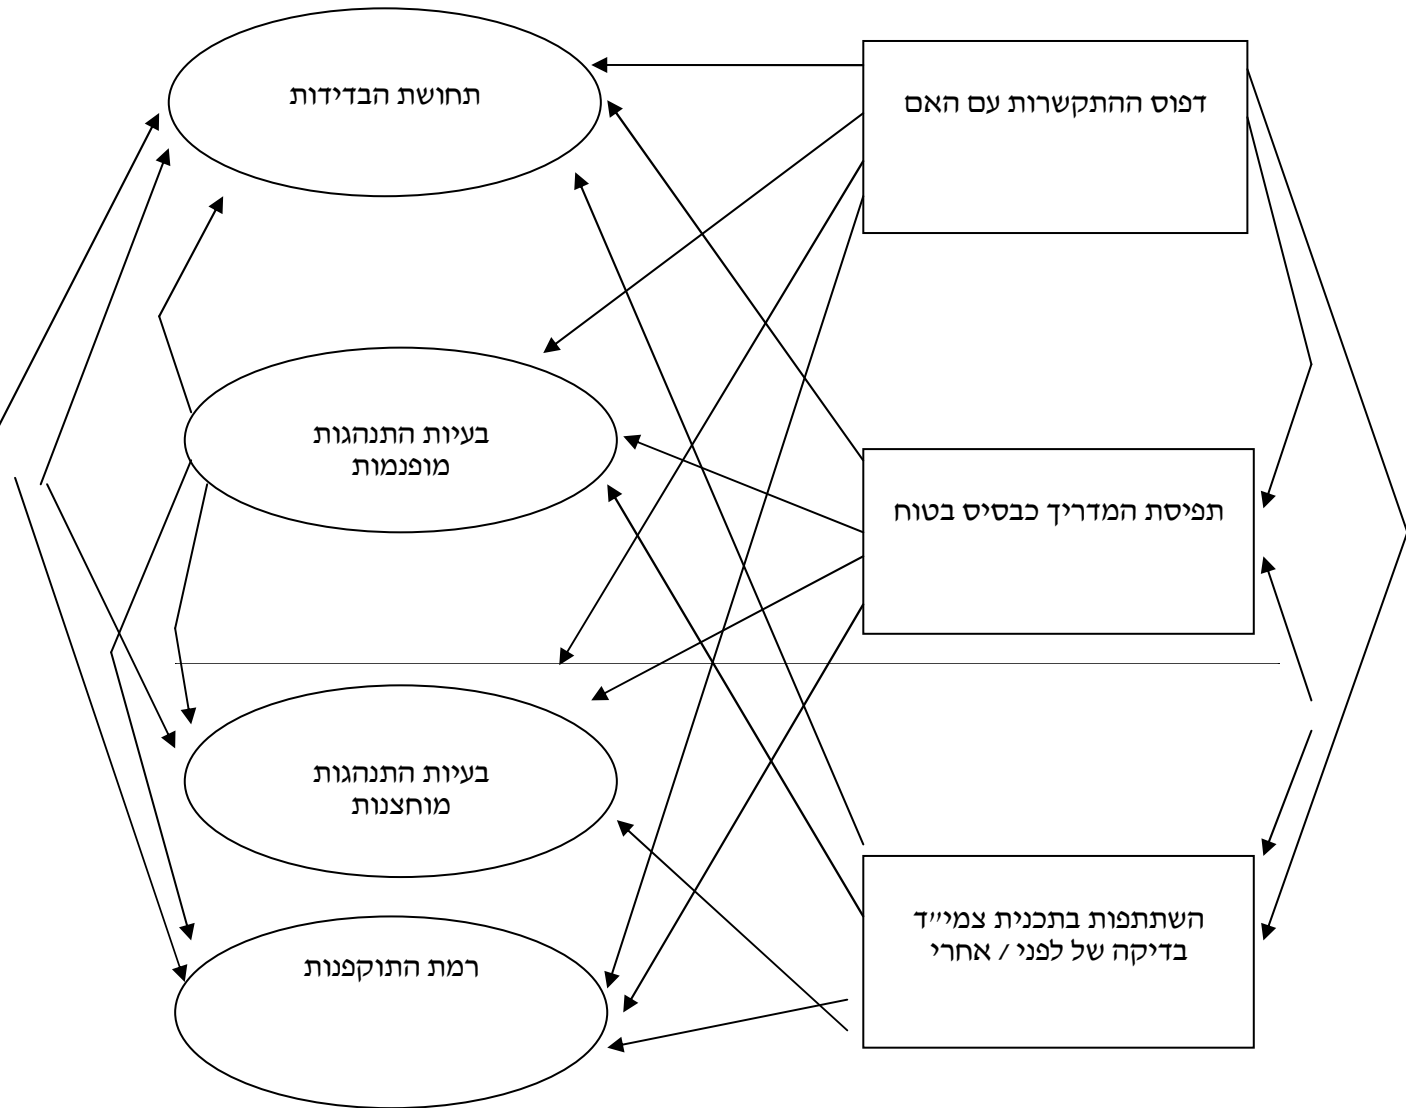 דפוס ההתקשרות עם האם
תחושת הבדידות
בעיות התנהגות
מופנמות
תפיסת המדריך כבסיס בטוח
בעיות התנהגות
מוחצנות
השתתפות בתכנית צמי״ד
בדיקה של לפני / אחרי
רמת התוקפנות